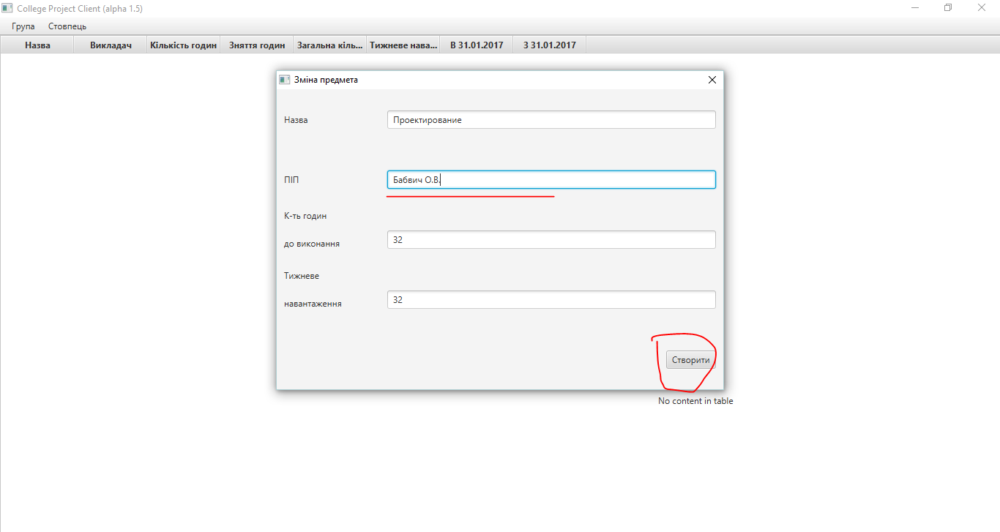 College Project Client (alpha 1.5)
Група Стовпець
Назва Викладач Кількість годин Зняття годин Загальна кіль... Тижневе нава... В 31.01.2017 З 31.01.2017
Зміна предмета
Назва Проектирование
ПІП Бабвич О.В.
К-ть годин
до виконання 32
Тижневе
навантаження 32
Створити
No content in table